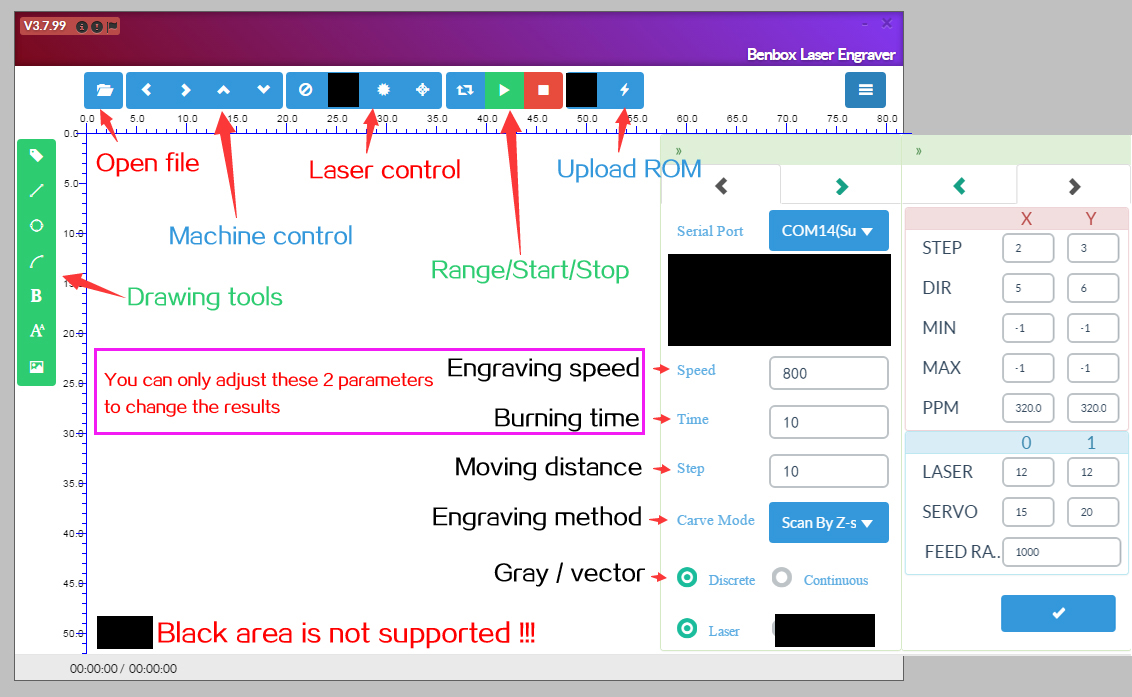 V3.7.99
Benbox Laser Engraver
0.0 5.0 10.0 15.0 20.0 25.0 30.0 35.0 40.0 45.0 50.0 55.0 60.0 65.0 70.0 75.0 80.0
Open file
Laser control
Upload ROM
Machine control
Range/Start/Stop
Drawing tools
0.0
5.0
10.0
20.0
25.0
30.0
35.0
40.0
45.0
50.0
B
You can only adjust these 2 parameters
to change the results
Engraving speed
Burning time
Moving distance
Engraving method
Gray / vector
Black area is not supported !!!
00:00:00 / 00:00:00
»
Serial Port COM14(Su
Speed 800
Time 10
Step 10
Carve Mode Scan By Z-s
Discrete Continuous
Laser
»
X Y
STEP 2 3
DIR 5 6
MIN -1 -1
MAX -1 -1
PPM 320.0 320.0
0 1
LASER 12 12
SERVO 15 20
FEED RA.. 1000